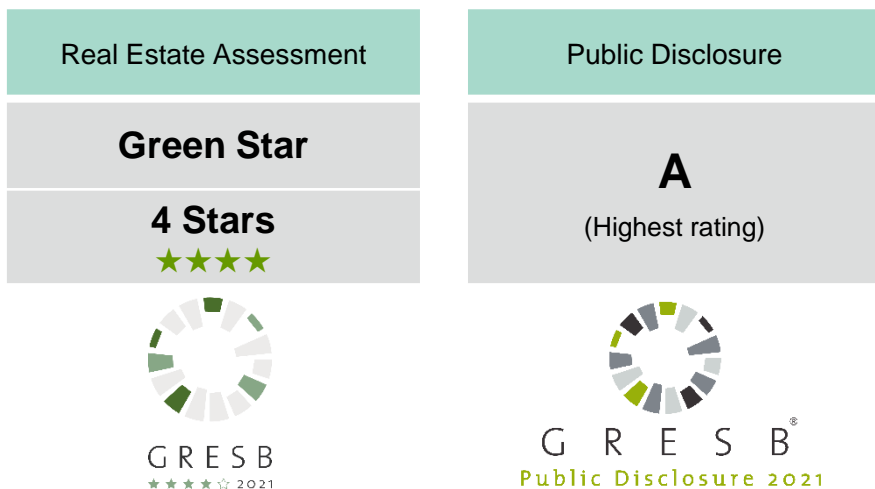 Real Estate Assessment
Green Star
4 Stars
★★★★
GRESB
★★★★☆ 2021
Public Disclosure
A
(Highest rating)
GRESB®
Public Disclosure 2021